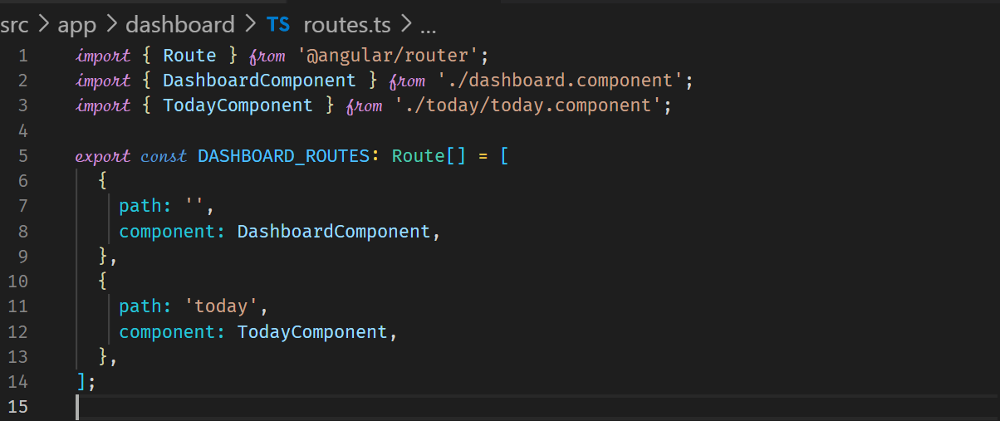 src > app > dashboard > TS routes.ts > ...
1 import { Route } from '@angular/router';
2 import { DashboardComponent } from './dashboard.component';
3 import { TodayComponent } from './today/today.component';
4
5 export const DASHBOARD_ROUTES: Route[] = [
6 {
7 path: '',
8 component: DashboardComponent,
9 },
10 {
11 path: 'today',
12 component: TodayComponent,
13 },
14 ];
15